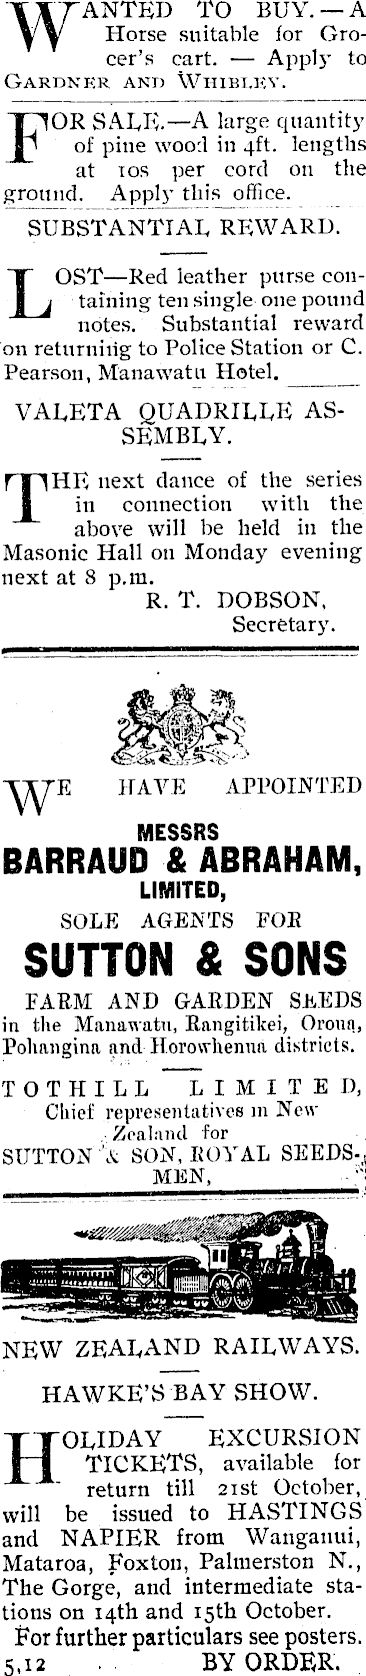 WANTED TO BUY.—A
Horse suitable for Gro-
cer's cart. — Apply to
GARDNER AND WHIBLEY.
FOR SALE.—A large quantity
of pine wood in 4ft. lengths
at 10s per cord on the
ground. Apply this office.
SUBSTANTIAL REWARD.
LOST—Red leather purse con-
taining ten single one pound
notes. Substantial reward
on returning to Police Station or C.
Pearson, Manawatu Hotel.
VALETA QUADRILLE AS-
SEMBLY.
THE next dance of the series
in connection with the
above will be held in the
Masonic Hall on Monday evening
next at 8 p.m.
R. T. DOBSON,
Secretary.
WE HAVE APPOINTED
MESSRS
BARRAUD & ABRAHAM,
LIMITED,
SOLE AGENTS FOR
SUTTON & SONS
FARM AND GARDEN SEEDS
in the Manawatu, Rangitikei, Oroua,
Pohangina and Horowhenua districts.
TOTHILL LIMITED,
Chief representatives in New
Zealand for
SUTTON & SON, ROYAL SEEDS-
MEN,
NEW ZEALAND RAILWAYS.
HAWKE'S BAY SHOW.
HOLIDAY EXCURSION
TICKETS, available for
return till 21st October,
will be issued to HASTINGS
and NAPIER from Wanganui,
Mataroa, Foxton, Palmerston N.,
The Gorge, and intermediate sta-
tions on 14th and 15th October.
For further particulars see posters.
5,12 BY ORDER.